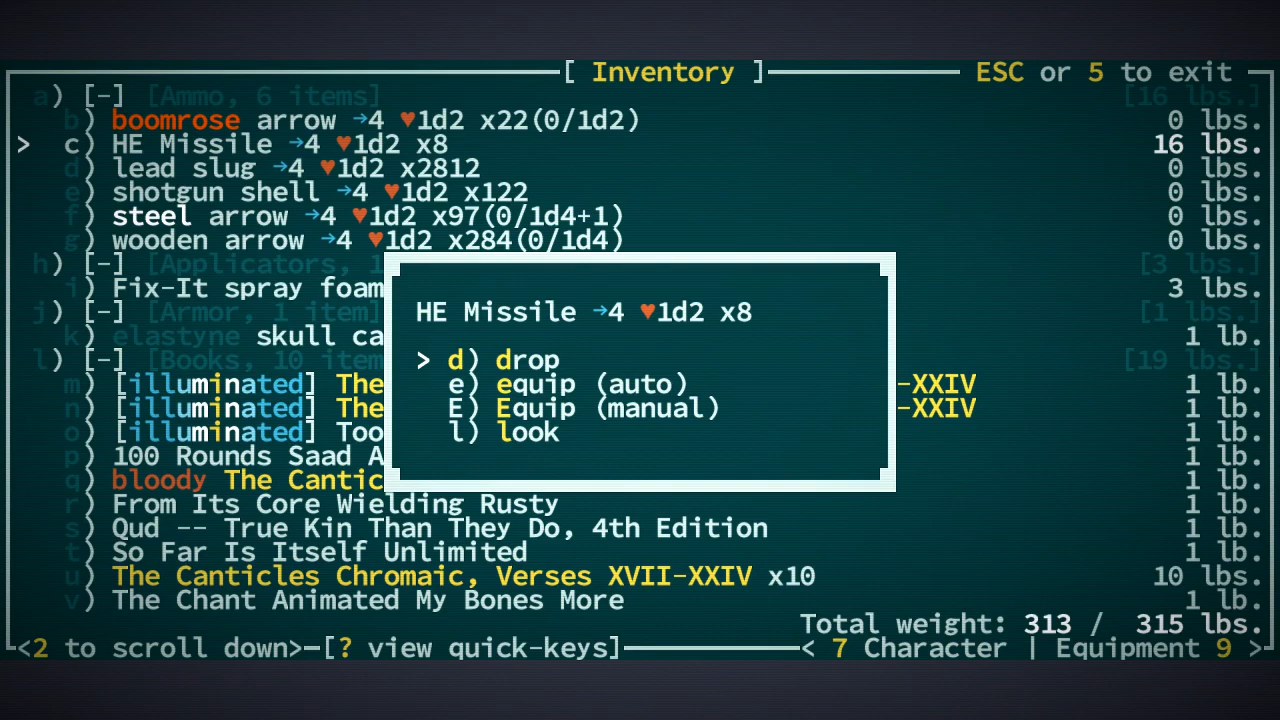 [ Inventory ] ESC or 5 to exit
a) [-] [Ammo, 6 items] [16 lbs.]
b) boomrose arrow →4 ♥1d2 x22(0/1d2) 0 lbs.
> c) HE Missile →4 ♥1d2 x8 16 lbs.
d) lead slug →4 ♥1d2 x2812 0 lbs.
e) shotgun shell →4 ♥1d2 x122 0 lbs.
f) steel arrow →4 ♥1d2 x97(0/1d4+1) 0 lbs.
g) wooden arrow →4 ♥1d2 x284(0/1d4) 0 lbs.
h) [-] [Applicators, 1 [3 lbs.]
i) Fix-It spray foam 3 lbs.
j) [-] [Armor, 1 item] [1 lbs.]
k) elastyne skull ca 1 lb.
l) [-] [Books, 10 item [19 lbs.]
m) [illuminated] The -XXIV 1 lb.
n) [illuminated] The -XXIV 1 lb.
o) [illuminated] Too 1 lb.
p) 100 Rounds Saad A 1 lb.
q) bloody The Cantic 1 lb.
r) From Its Core Wielding Rusty 1 lb.
s) Qud -- True Kin Than They Do, 4th Edition 1 lb.
t) So Far Is Itself Unlimited 1 lb.
u) The Canticles Chromaic, Verses XVII-XXIV x10 10 lbs.
v) The Chant Animated My Bones More 1 lb.
Total weight: 313 / 315 lbs.
<2 to scroll down> [? view quick-keys] < 7 Character | Equipment 9 >
HE Missile →4 ♥1d2 x8
> d) drop
e) equip (auto)
E) Equip (manual)
l) look